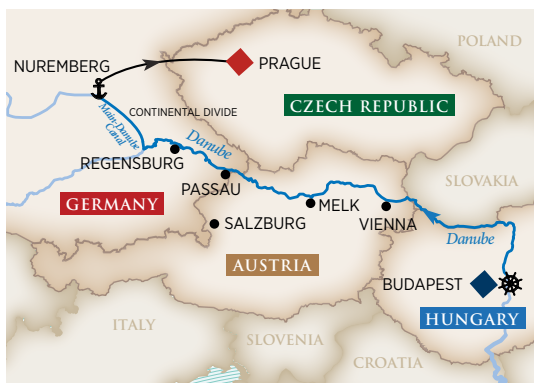 POLAND
NUREMBERG
PRAGUE
CZECH REPUBLIC
CONTINENTAL DIVIDE
Main-Danube
Canal
Danube
REGENSBURG
PASSAU
SLOVAKIA
GERMANY
MELK
SALZBURG
VIENNA
Danube
AUSTRIA
BUDAPEST
HUNGARY
ITALY
SLOVENIA
CROATIA